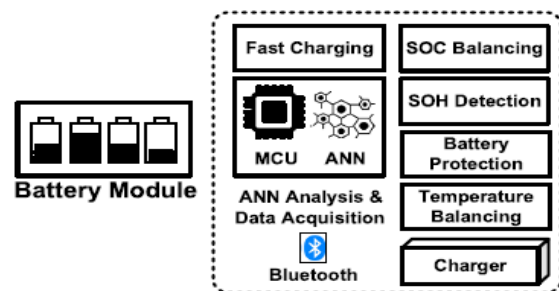 Fast Charging
SOC Balancing
SOH Detection
MCU
ANN
Battery
Protection
Battery Module
ANN Analysis &
Data Acquisition
Temperature
Balancing
Bluetooth
Charger